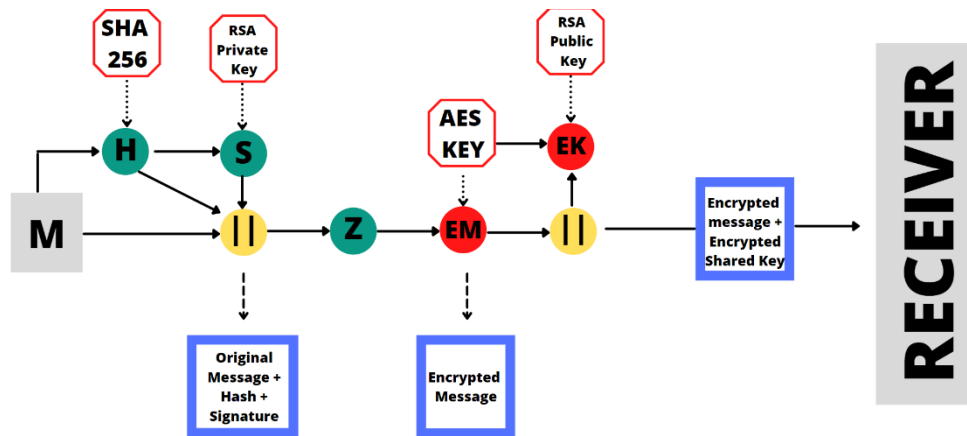 SHA
256
RSA
Private
Key
RSA
Public
Key
AES
KEY
H
S
EK
M
||
Z
EM
||
Encrypted
message +
Encrypted
Shared Key
RECEIVER
Original
Message +
Hash +
Signature
Encrypted
Message